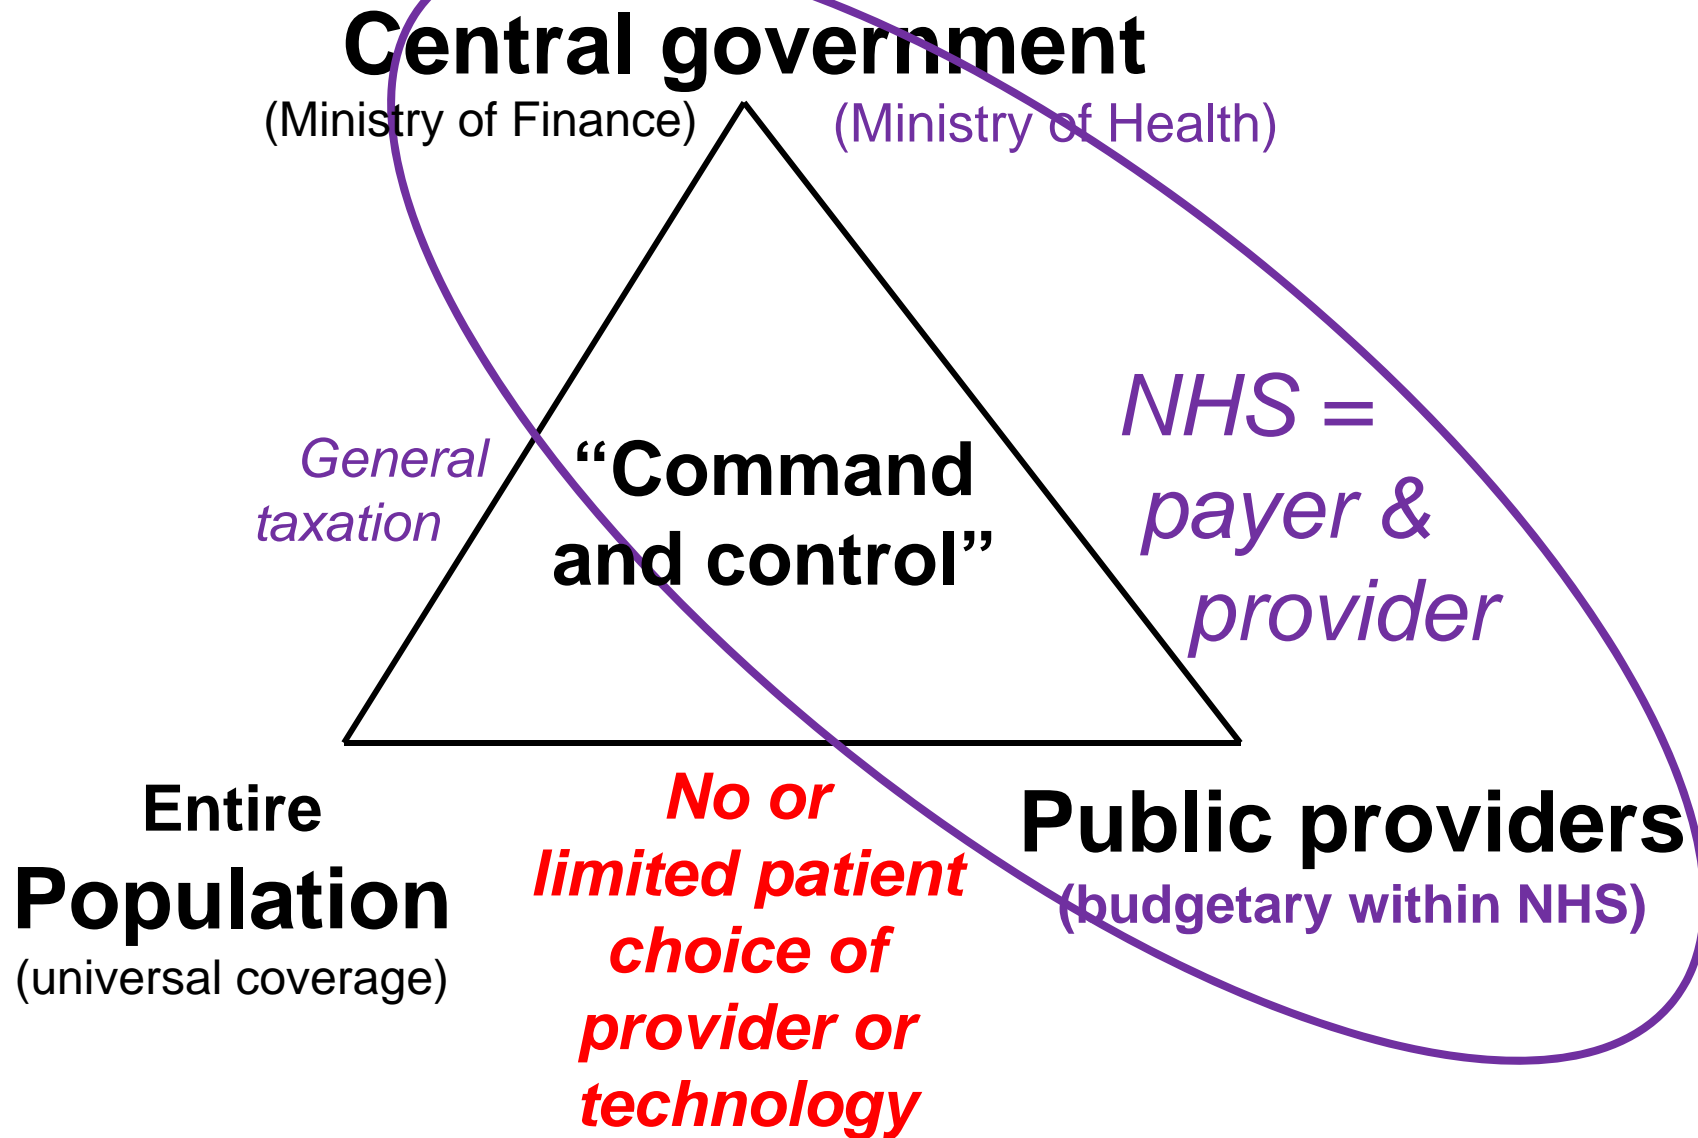 Central government
(Ministry of Finance)
(Ministry of Health)
General
taxation
“Command
and control”
NHS =
payer &
provider
Entire
Population
(universal coverage)
No or
limited patient
choice of
provider or
technology
Public providers
(budgetary within NHS)